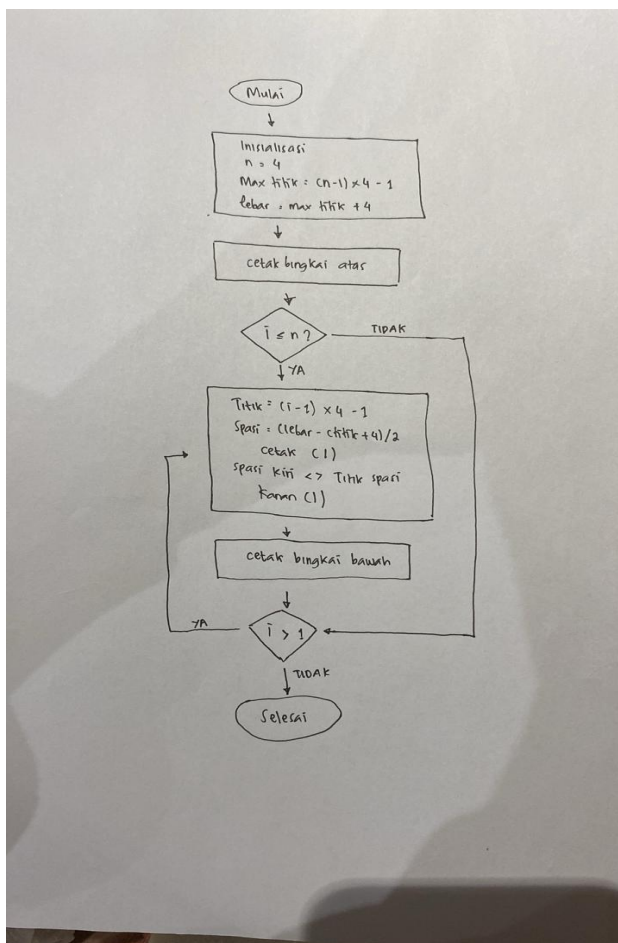 Mulai
Inisialisasi
n = 4
Max titik = (n-1) x 4 - 1
lebar = max titik + 4
cetak bingkai atas
i ≤ n ?
TIDAK
YA
Titik = (i-1) x 4 - 1
Spasi = (lebar - (titik + 4)/2
cetak (1)
spasi kiri <> Titik spasi
kanan (1)
cetak bingkai bawah
YA
i > 1
TIDAK
Selesai